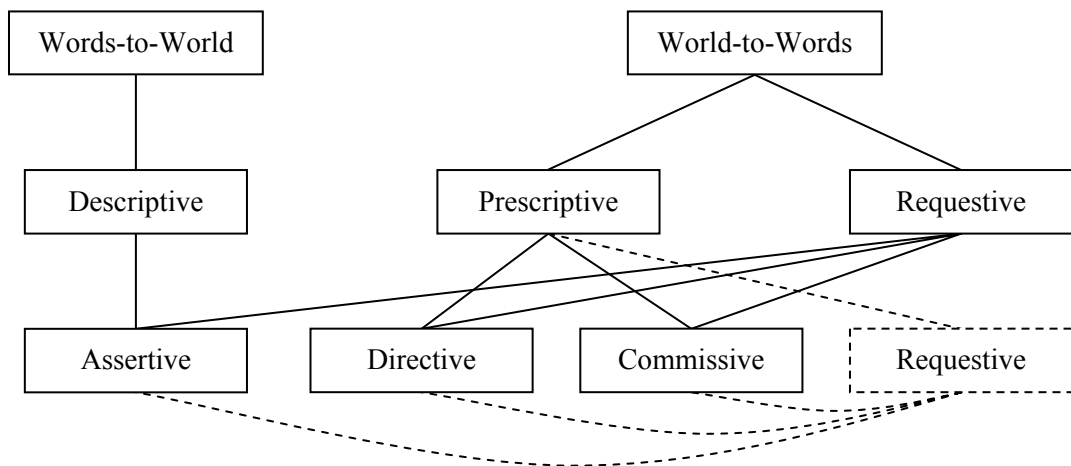 Words-to-World
World-to-Words
Descriptive
Prescriptive
Requestive
Assertive
Directive
Commissive
Requestive